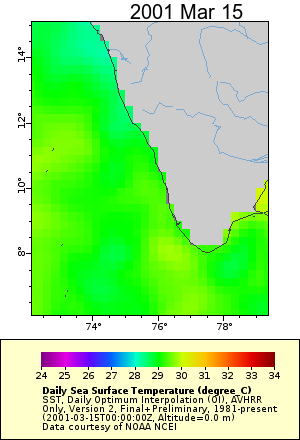 2001 Mar 15
14°
12°
10°
8°
74°
76°
78°
24 25 26 27 28 29 30 31 32 33 34
Daily Sea Surface Temperature (degree_C)
SST, Daily Optimum Interpolation (OI), AVHRR
Only, Version 2, Final+Preliminary, 1981-present
(2001-03-15T00:00:00Z, Altitude=0.0 m)
Data courtesy of NOAA NCEI